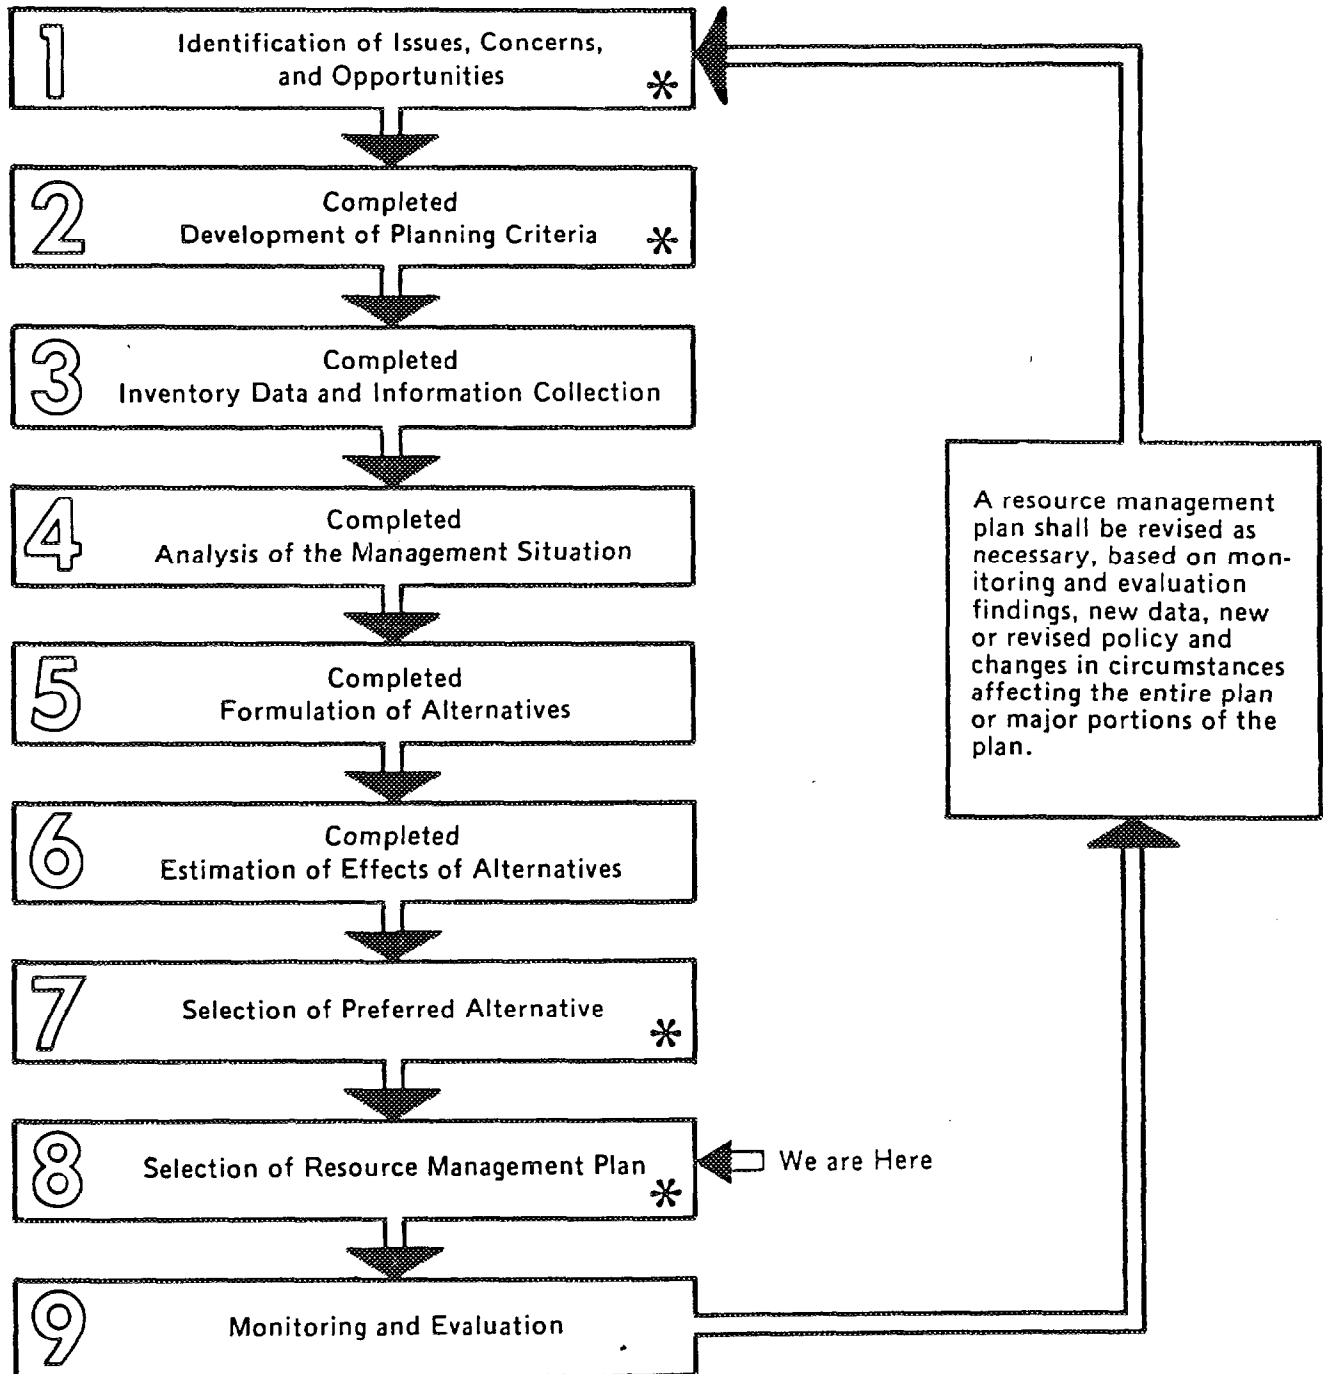 1 Identification of Issues, Concerns,
and Opportunities *
2 Completed
Development of Planning Criteria *
3 Completed
Inventory Data and Information Collection
4 Completed
Analysis of the Management Situation
5 Completed
Formulation of Alternatives
6 Completed
Estimation of Effects of Alternatives
7 Selection of Preferred Alternative *
8 Selection of Resource Management Plan *
We are Here
9 Monitoring and Evaluation
A resource management
plan shall be revised as
necessary, based on mon-
itoring and evaluation
findings, new data, new
or revised policy and
changes in circumstances
affecting the entire plan
or major portions of the
plan.